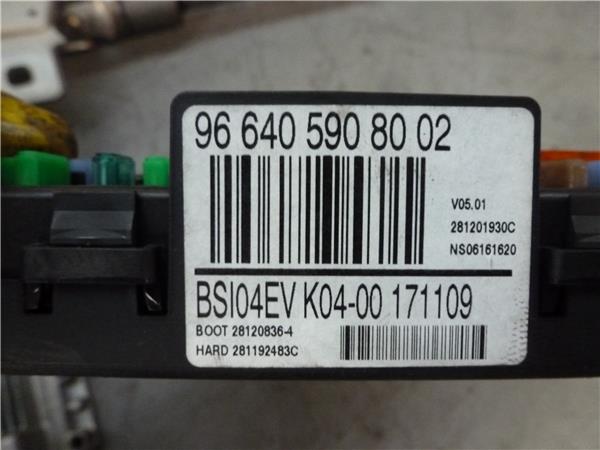 96 640 590 80 02
V05.01
281201930C
NS06161620
BSI04EV K04-00 171109
BOOT 28120836-4
HARD 281192483C